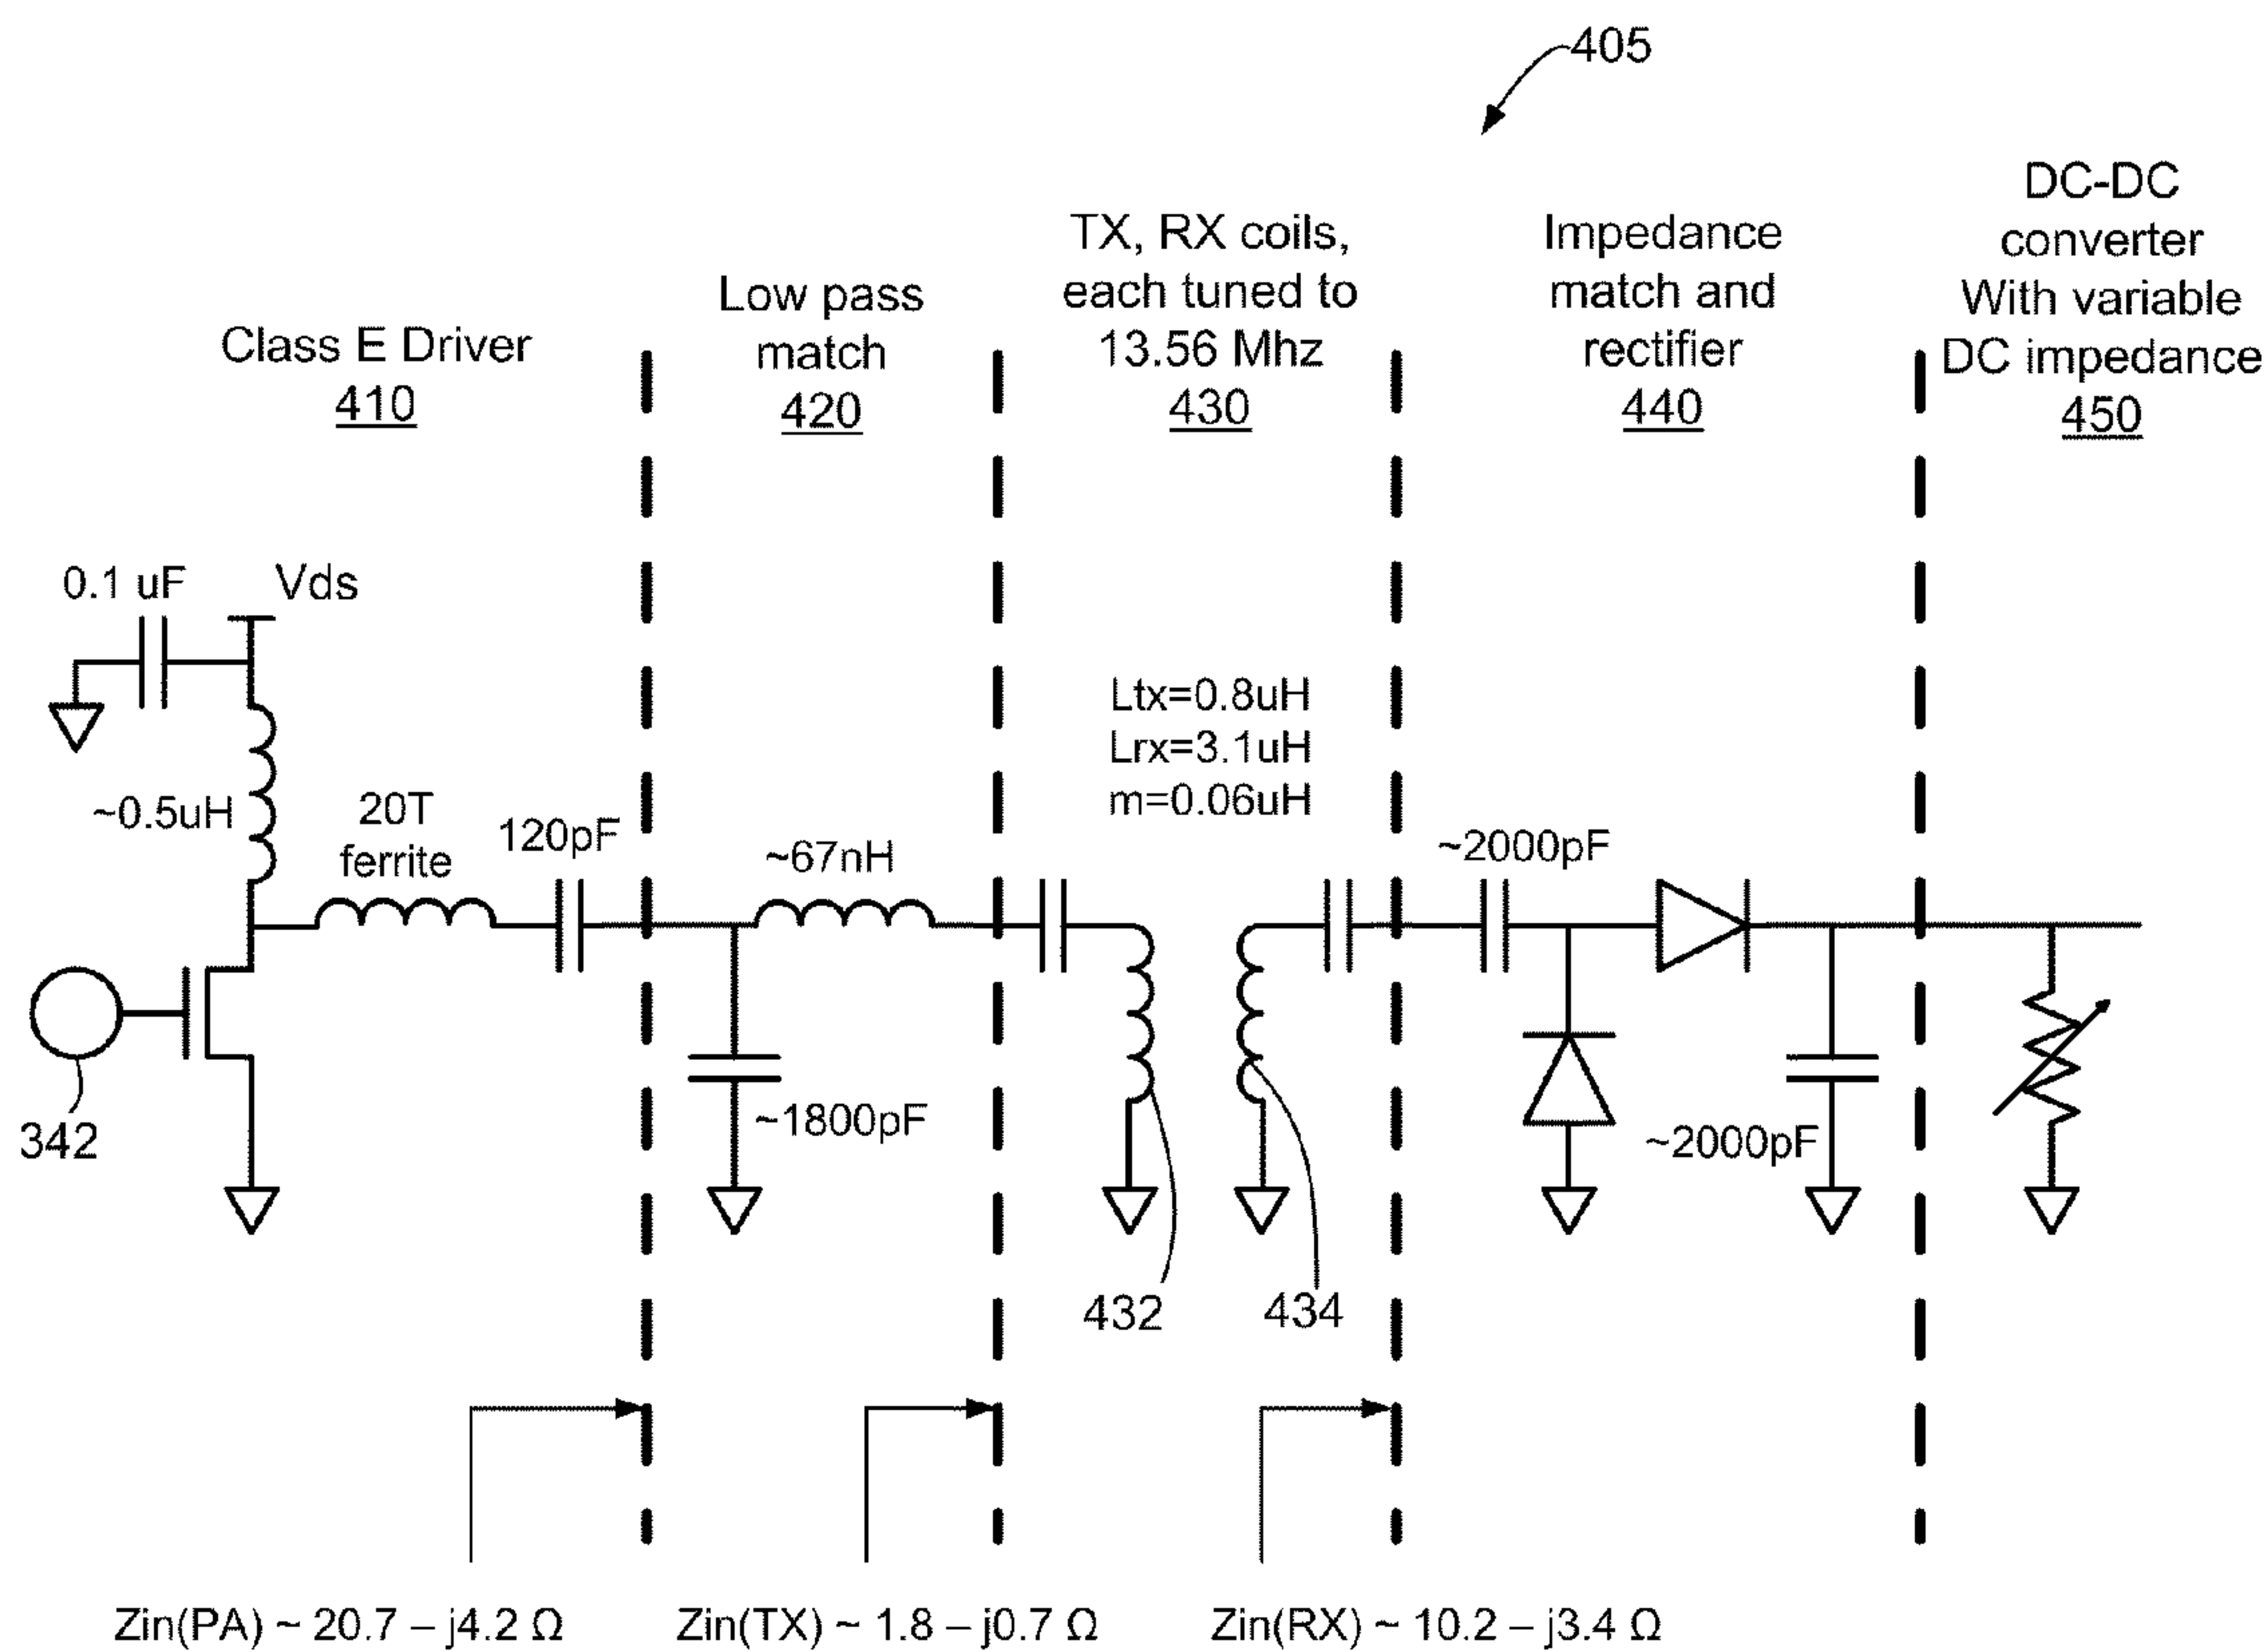 405
Class E Driver
410
Low pass
match
420
TX, RX coils,
each tuned to
13.56 Mhz
430
Impedance
match and
rectifier
440
DC-DC
converter
With variable
DC impedance
450
0.1 uF
Vds
~0.5uH
20T
ferrite
120pF
~67nH
~1800pF
Ltx=0.8uH
Lrx=3.1uH
m=0.06uH
~2000pF
~2000pF
342
432
434
Zin(PA) ~ 20.7 – j4.2 Ω
Zin(TX) ~ 1.8 – j0.7 Ω
Zin(RX) ~ 10.2 – j3.4 Ω